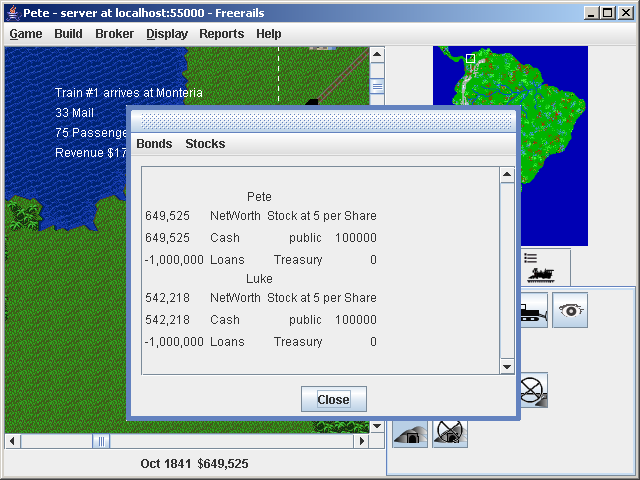 Pete - server at localhost:55000 - Freerails
Game Build Broker Display Reports Help
Train #1 arrives at Monteria
33 Mail
75 Passenge
Revenue $17
Bonds Stocks
Pete
649,525 NetWorth Stock at 5 per Share
649,525 Cash public 100000
-1,000,000 Loans Treasury 0
Luke
542,218 NetWorth Stock at 5 per Share
542,218 Cash public 100000
-1,000,000 Loans Treasury 0
Close
Oct 1841 $649,525